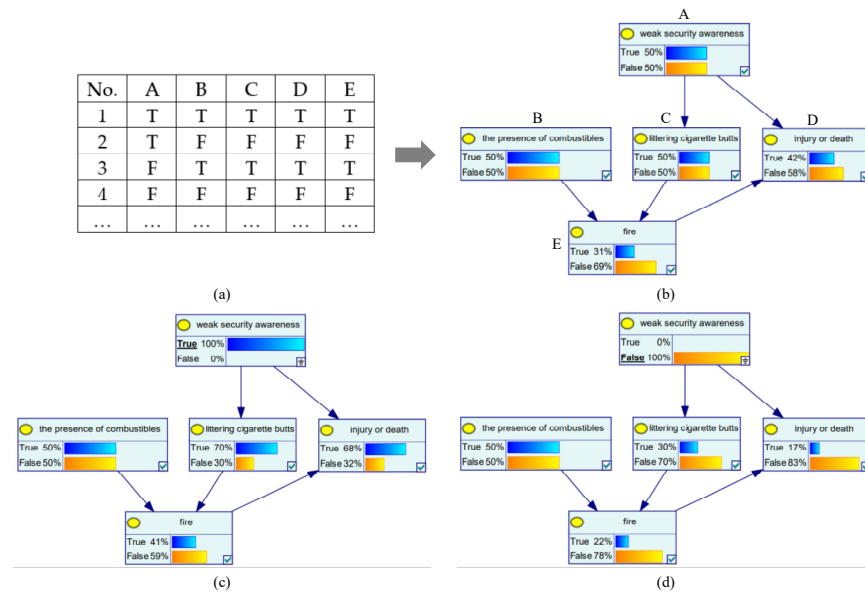 No. A B C D E
1 T T T T T
2 T F F F F
3 F T T T T
4 F F F F F
... ... ... ... ... ...
(a)
A
weak security awareness
True 50%
False 50%
B
the presence of combustibles
True 50%
False 50%
C
littering cigarette butts
True 50%
False 50%
D
injury or death
True 42%
False 58%
E
fire
True 31%
False 69%
(b)
weak security awareness
True 100%
False 0%
the presence of combustibles
True 50%
False 50%
littering cigarette butts
True 70%
False 30%
injury or death
True 68%
False 32%
fire
True 41%
False 59%
(c)
weak security awareness
True 0%
False 100%
the presence of combustibles
True 50%
False 50%
littering cigarette butts
True 30%
False 70%
injury or death
True 17%
False 83%
fire
True 22%
False 78%
(d)